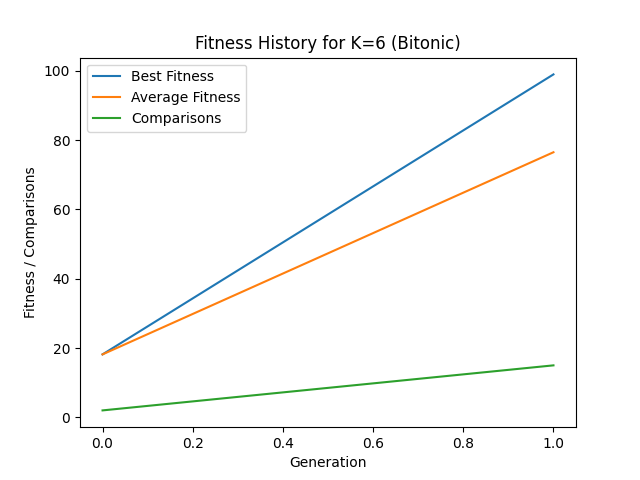 Fitness History for K=6 (Bitonic)
Best Fitness
Average Fitness
Comparisons
Fitness / Comparisons
100
80
60
40
20
0
0.0 0.2 0.4 0.6 0.8 1.0
Generation